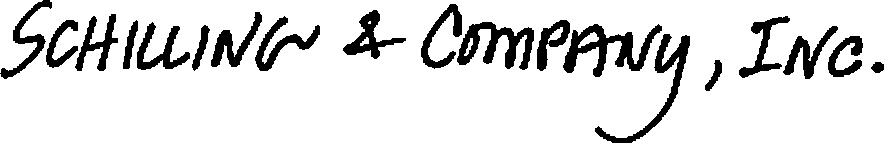 SCHILLING & COMPANY, INC.